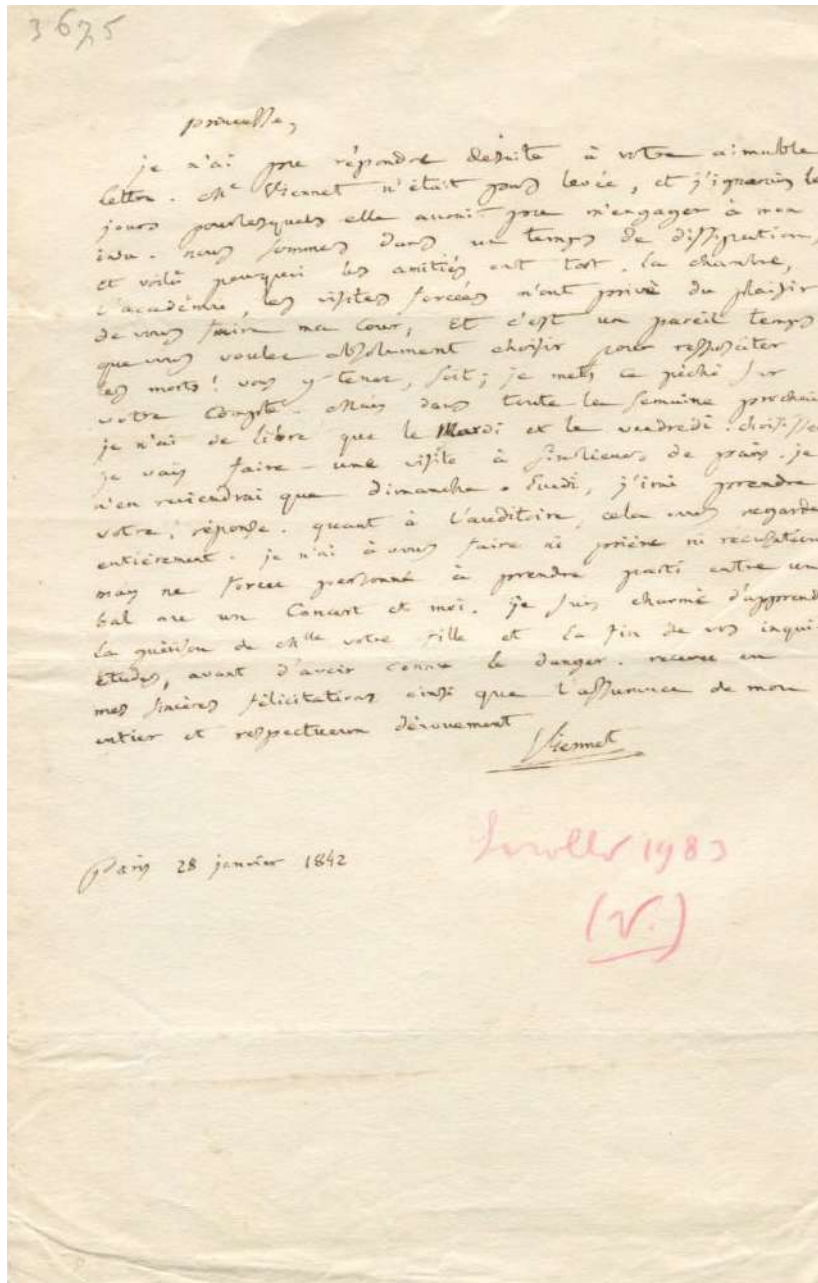 3675
princesse,
je n'ai pu répondre desuite à votre aimable
lettre. Me Viennet n'était pas levée, et j'ignorais les
jours pour lesquels elle aurait pu m'engager à mon
insu. nous sommes dans un temps de dissipation,
et voilà pourquoi les amitiés ont tort. la chambre,
l'académie, les visites forcées m'ont privé du plaisir
de vous faire ma cour, Et c'est un pareil temps
que vous voulez absolument choisir pour ressusciter
les morts! vous y tenez, soit; je mets ce péché sur
votre compte. Mais dans toute la semaine prochaine
je n'ai de libre que le Mardi et le vendredi. choisissez
je vais faire une visite à six lieues de paris. je
n'en reviendrai que dimanche. Lundi, j'irai prendre
votre réponse. quant à l'auditoire, cela vous regarde
entièrement. je n'ai à vous faire ni prière ni récusation
mais ne forcez personne à prendre parti entre un
bal ou un Concert et moi. je suis charmé d'apprendre
la guérison de Mlle votre fille et la fin de vos inqui-
études, avant d'avoir connu le danger. recevez en
mes sincères félicitations ainsi que l'assurance de mon
entier et respectueux dévouement
Viennet
Paris 28 janvier 1842
1983
(V.)